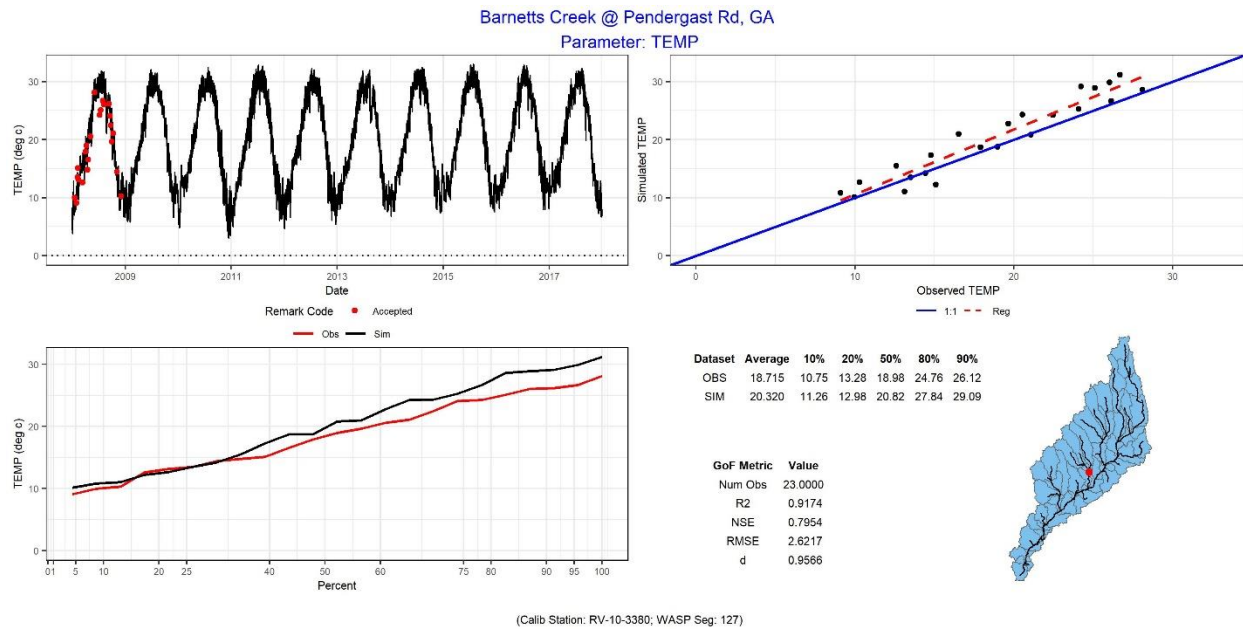 Barnetts Creek @ Pendergast Rd, GA
Parameter: TEMP
TEMP (deg c)
30
20
10
0
2009 2011 2013 2015 2017
Date
Remark Code Accepted
Simulated TEMP
30
20
10
0
0 10 20 30
Observed TEMP
1:1 Reg
Obs Sim
TEMP (deg c)
30
20
10
0
01 5 10 20 25 40 50 60 75 80 90 95 100
Percent
Dataset Average 10% 20% 50% 80% 90%
OBS 18.715 10.75 13.28 18.98 24.76 26.12
SIM 20.320 11.26 12.98 20.82 27.84 29.09
GoF Metric Value
Num Obs 23.0000
R2 0.9174
NSE 0.7954
RMSE 2.6217
d 0.9566
(Calib Station: RV-10-3380; WASP Seg: 127)